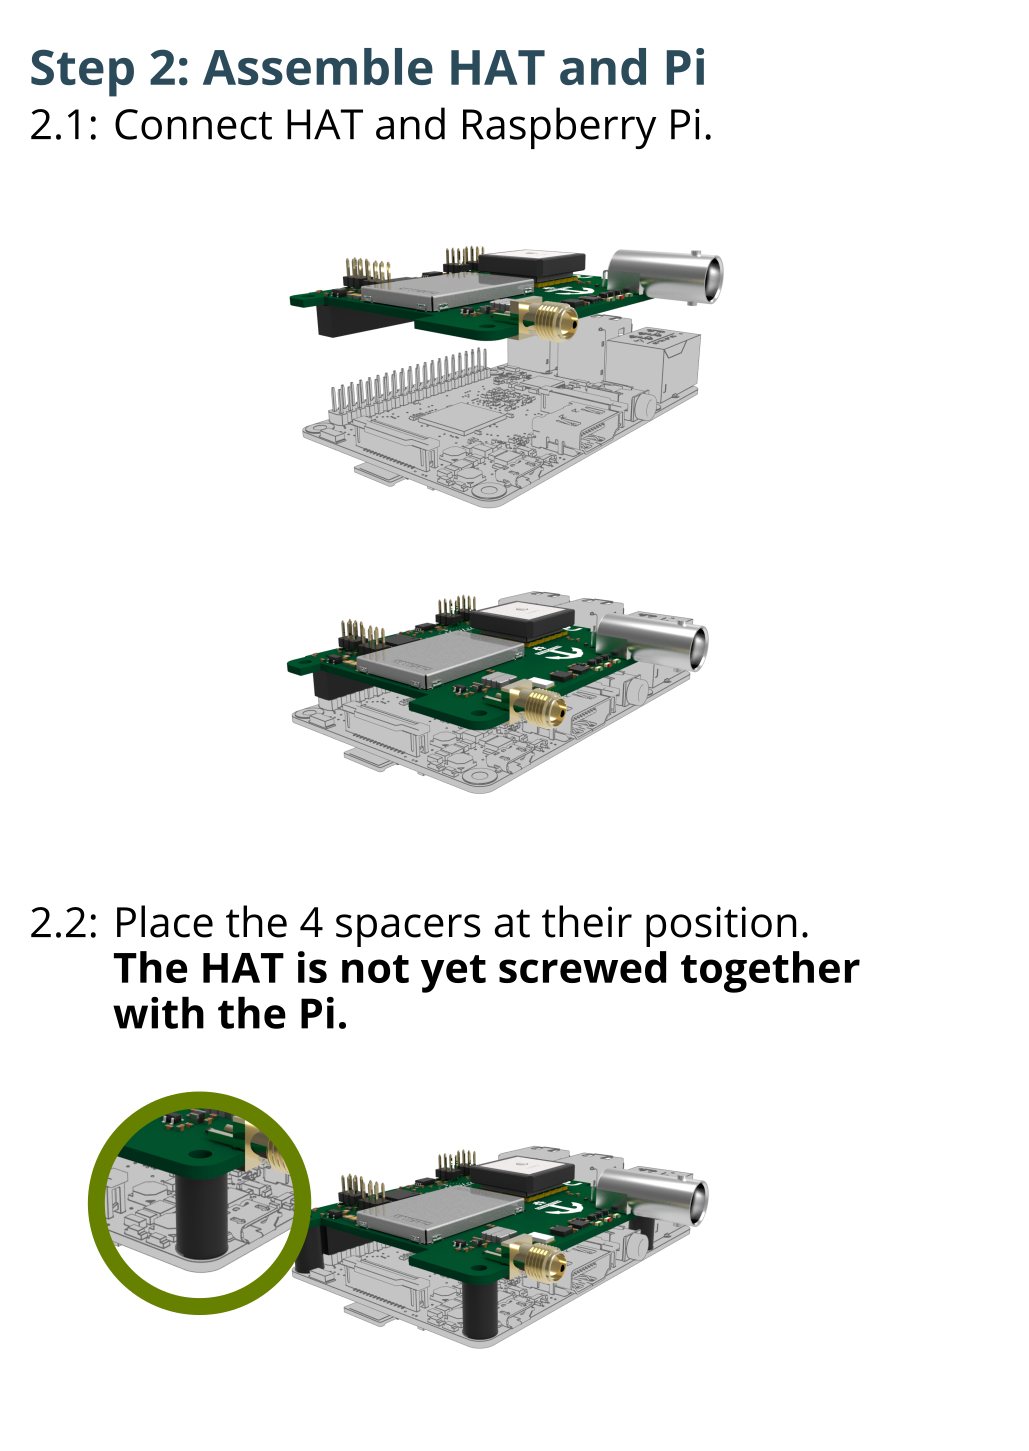 Step 2: Assemble HAT and Pi
2.1: Connect HAT and Raspberry Pi.
2.2: Place the 4 spacers at their position.
The HAT is not yet screwed together
with the Pi.